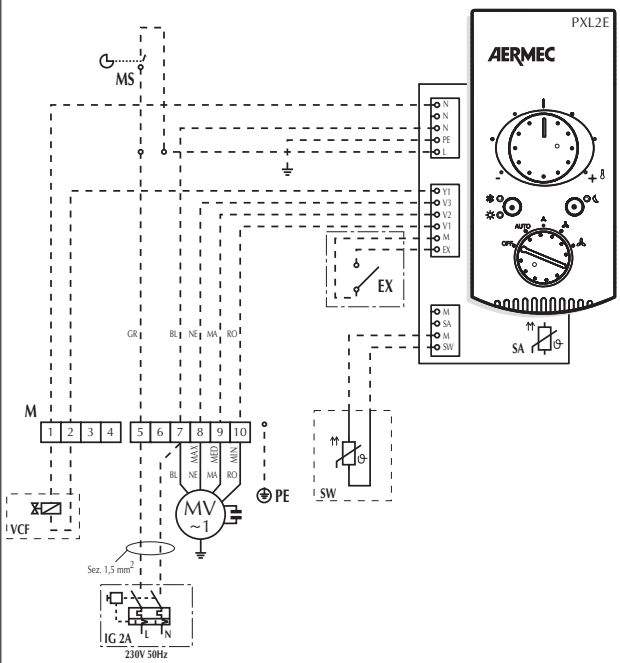 PXL2E
AERMEC
MS
N
N
N
PE
L
- +
Y1
V3
V2
V1
M
EX
AUTO
OFF
EX
M
SA
M
SW
SA
ϑ
GR BL NE MA RO
M
1 2 3 4 5 6 7 8 9 10
MAX MED MIN
BL NE MA RO
PE
MV
~1
ϑ
SW
VCF
Sez. 1,5 mm²
L N
IG 2A
230V 50Hz